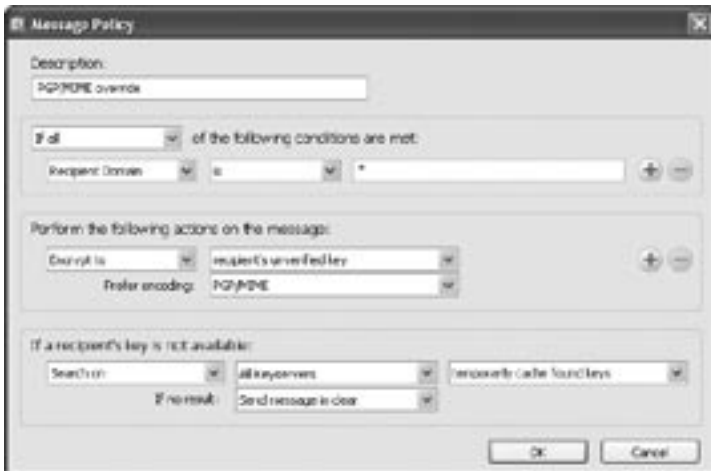 Message Policy
Description:
PGP/MIME override
If all of the following conditions are met:
Recipient Domain is *
Perform the following actions on the message:
Encrypt to recipient's unverified key
Prefer encoding: PGP/MIME
If a recipient's key is not available:
Search on all keyservers temporarily cache found keys
If no result: Send message in clear
OK Cancel